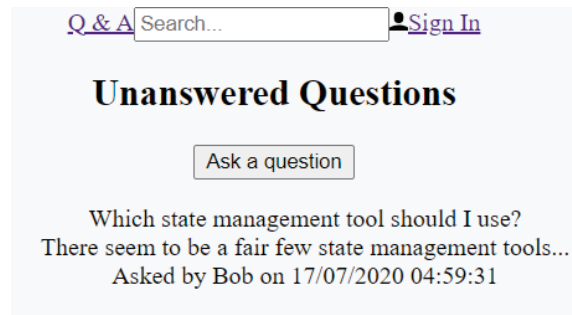 Q & A Search... Sign In
Unanswered Questions
Ask a question
Which state management tool should I use?
There seem to be a fair few state management tools...
Asked by Bob on 17/07/2020 04:59:31